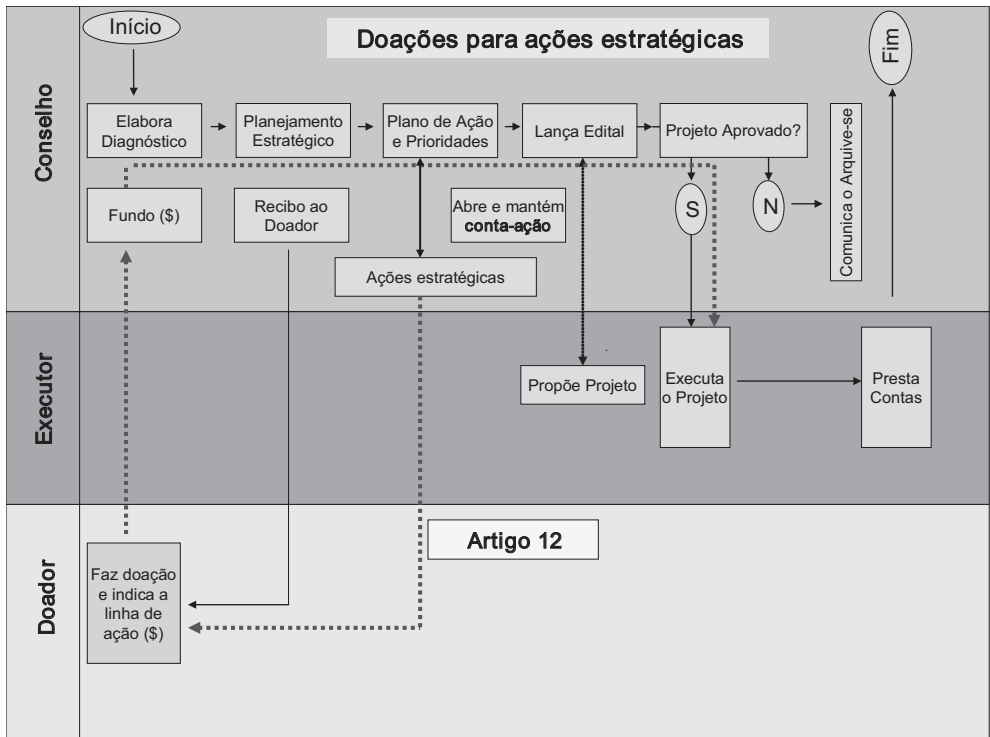 Início
Doações para ações estratégicas
Fim
Conselho
Elabora
Diagnóstico
Planejamento
Estratégico
Plano de Ação
e Prioridades
Lança Edital
Projeto Aprovado?
Comunica o Arquive-se
Fundo ($)
Recibo ao
Doador
Abre e mantém
conta-ação
S
N
Ações estratégicas
Executor
Propõe Projeto
Executa
o Projeto
Presta
Contas
Doador
Artigo 12
Faz doação
e indica a
linha de
ação ($)